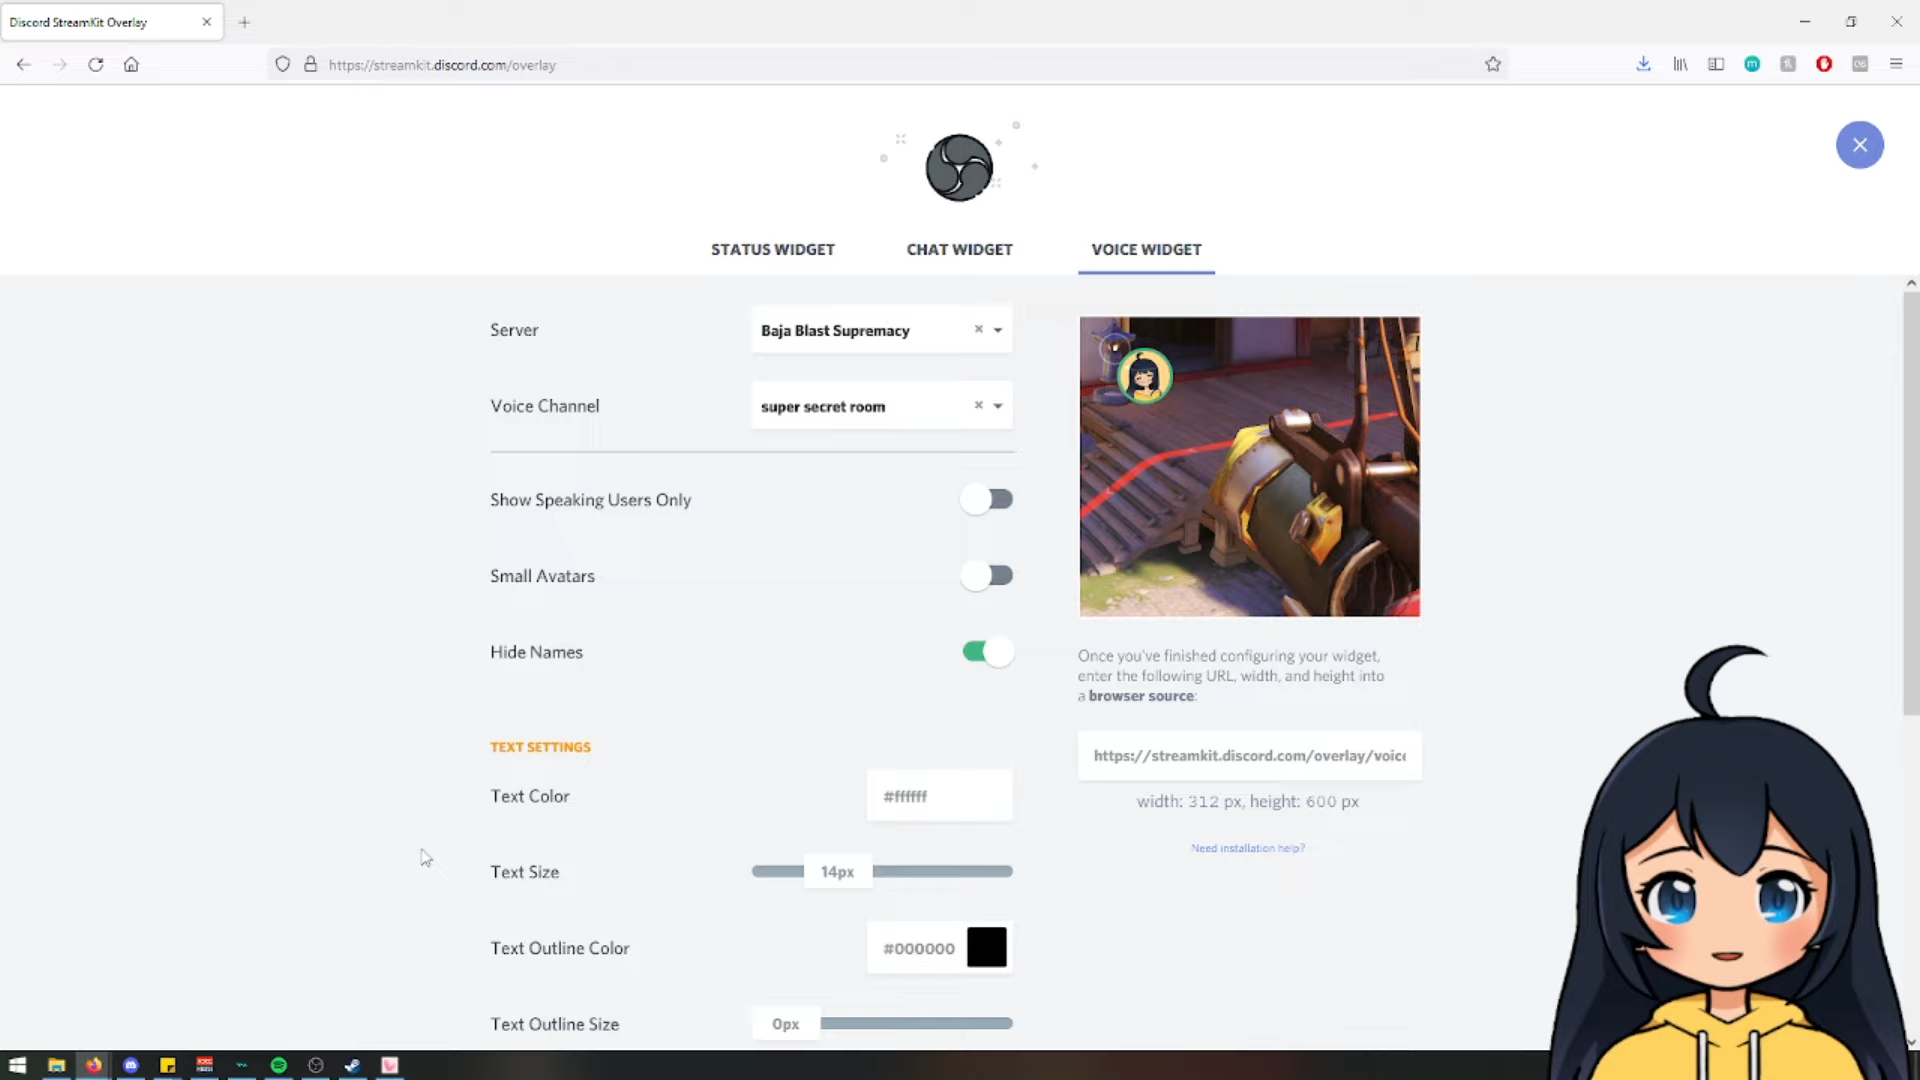 Discord StreamKit Overlay
https://streamkit.discord.com/overlay
STATUS WIDGET
CHAT WIDGET
VOICE WIDGET
Server
Baja Blast Supremacy
Voice Channel
super secret room
Show Speaking Users Only
Small Avatars
Hide Names
Once you've finished configuring your widget,
enter the following URL, width, and height into
a browser source:
https://streamkit.discord.com/overlay/voice
width: 312 px, height: 600 px
Need installation help?
TEXT SETTINGS
Text Color
#ffffff
Text Size
14px
Text Outline Color
#000000
Text Outline Size
0px